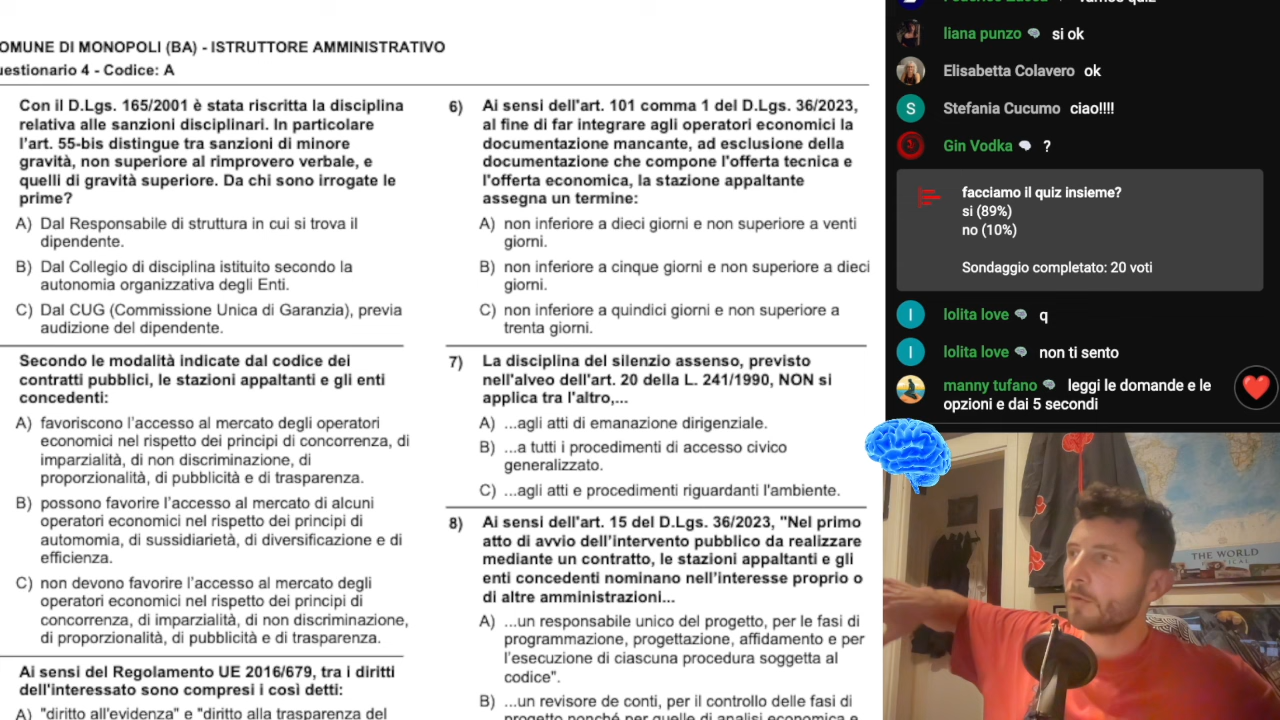 OMUNE DI MONOPOLI (BA) - ISTRUTTORE AMMINISTRATIVO
uestionario 4 - Codice: A
Con il D.Lgs. 165/2001 è stata riscritta la disciplina
relativa alle sanzioni disciplinari. In particolare
l'art. 55-bis distingue tra sanzioni di minore
gravità, non superiore al rimprovero verbale, e
quelli di gravità superiore. Da chi sono irrogate le
prime?
A) Dal Responsabile di struttura in cui si trova il
dipendente.
B) Dal Collegio di disciplina istituito secondo la
autonomia organizzativa degli Enti.
C) Dal CUG (Commissione Unica di Garanzia), previa
audizione del dipendente.
Secondo le modalità indicate dal codice dei
contratti pubblici, le stazioni appaltanti e gli enti
concedenti:
A) favoriscono l'accesso al mercato degli operatori
economici nel rispetto dei principi di concorrenza, di
imparzialità, di non discriminazione, di
proporzionalità, di pubblicità e di trasparenza.
B) possono favorire l'accesso al mercato di alcuni
operatori economici nel rispetto dei principi di
automomia, di sussidiarietà, di diversificazione e di
efficienza.
C) non devono favorire l'accesso al mercato degli
operatori economici nel rispetto dei principi di
concorrenza, di imparzialità, di non discriminazione,
di proporzionalità, di pubblicità e di trasparenza.
Ai sensi del Regolamento UE 2016/679, tra i diritti
dell'interessato sono compresi i così detti:
A) "diritto all'evidenza" e "diritto alla trasparenza del
6) Ai sensi dell'art. 101 comma 1 del D.Lgs. 36/2023,
al fine di far integrare agli operatori economici la
documentazione mancante, ad esclusione della
documentazione che compone l'offerta tecnica e
l'offerta economica, la stazione appaltante
assegna un termine:
A) non inferiore a dieci giorni e non superiore a venti
giorni.
B) non inferiore a cinque giorni e non superiore a dieci
giorni.
C) non inferiore a quindici giorni e non superiore a
trenta giorni.
7) La disciplina del silenzio assenso, previsto
nell'alveo dell'art. 20 della L. 241/1990, NON si
applica tra l'altro,...
A) ...agli atti di emanazione dirigenziale.
B) ...a tutti i procedimenti di accesso civico
generalizzato.
C) ...agli atti e procedimenti riguardanti l'ambiente.
8) Ai sensi dell'art. 15 del D.Lgs. 36/2023, "Nel primo
atto di avvio dell'intervento pubblico da realizzare
mediante un contratto, le stazioni appaltanti e gli
enti concedenti nominano nell'interesse proprio o
di altre amministrazioni...
A) ...un responsabile unico del progetto, per le fasi di
programmazione, progettazione, affidamento e per
l'esecuzione di ciascuna procedura soggetta al
codice".
B) ...un revisore de conti, per il controllo delle fasi di
progetto nonché per quelle di analisi economica e
liana punzo si ok
Elisabetta Colavero ok
S Stefania Cucumo ciao!!!!
Gin Vodka ?
facciamo il quiz insieme?
si (89%)
no (10%)
Sondaggio completato: 20 voti
l lolita love q
l lolita love non ti sento
manny tufano leggi le domande e le
opzioni e dai 5 secondi
THE WORLD